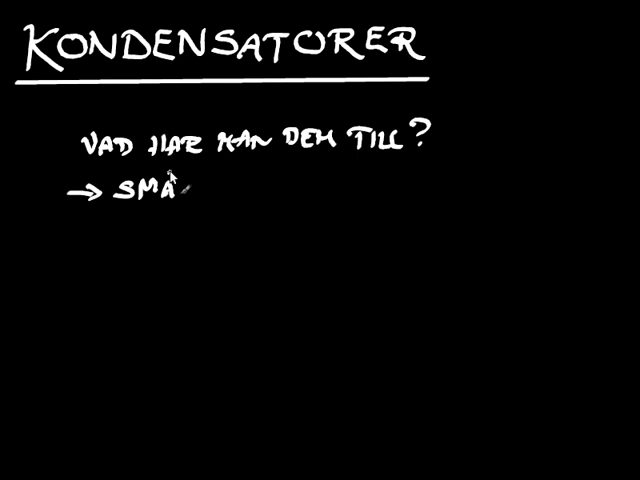 KONDENSATORER
VAD HAR MAN DEM TILL?
→ SMÅ